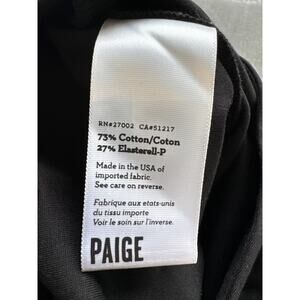 RN#27002 CA#51217
73% Cotton/Coton
27% Elasterell-P
Made in the USA of
imported fabric.
See care on reverse.
Fabrique aux etats-unis
du tissu importe
Voir le soin sur l'inverse.
PAIGE